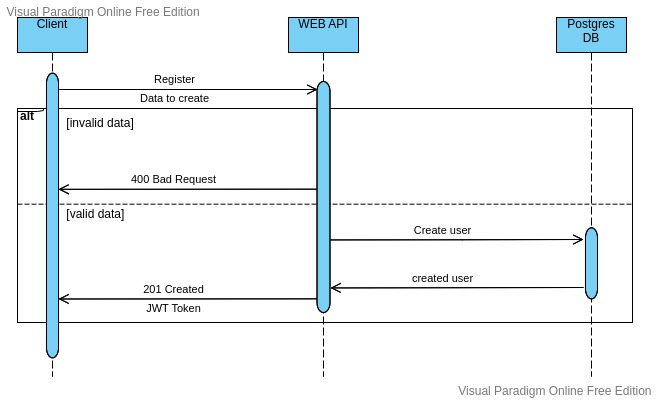 Visual Paradigm Online Free Edition
Client
WEB API
Postgres
DB
Register
Data to create
alt
[invalid data]
400 Bad Request
[valid data]
Create user
created user
201 Created
JWT Token
Visual Paradigm Online Free Edition